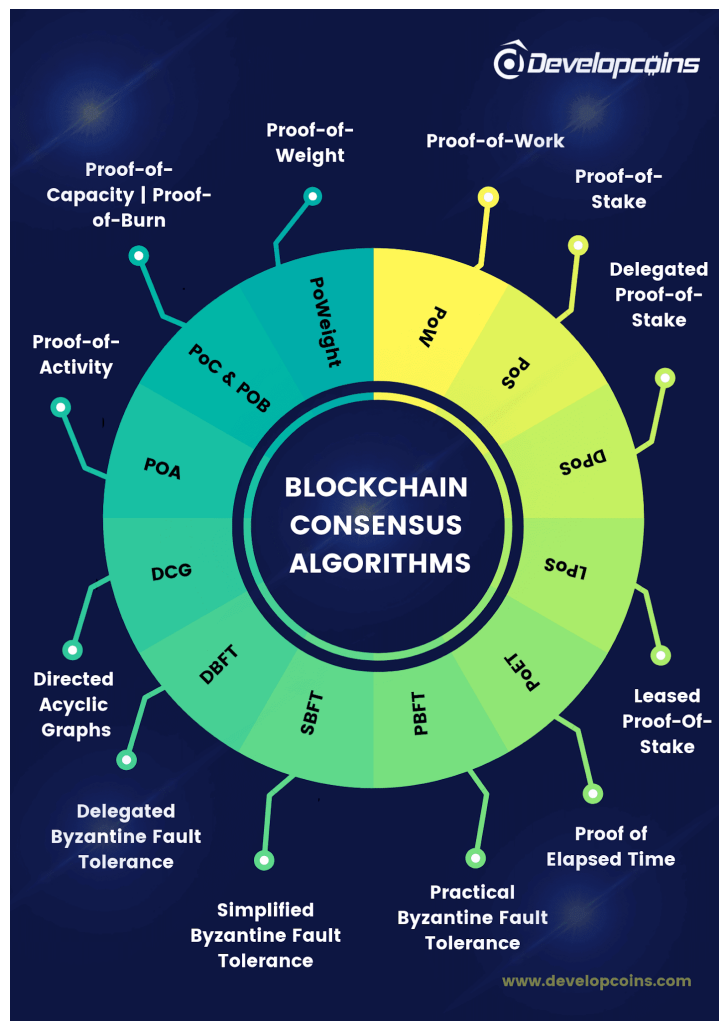 Developcoins
Proof-of-
Weight
Proof-of-Work
Proof-of-
Stake
Delegated
Proof-of-
Stake
Proof-of-
Capacity | Proof-
of-Burn
Proof-of-
Activity
PoWeight
PoW
PoS
DPoS
LPoS
PoET
PBFT
SBFT
DBFT
DCG
POA
PoC & POB
BLOCKCHAIN
CONSENSUS
ALGORITHMS
Leased
Proof-Of-
Stake
Proof of
Elapsed Time
Practical
Byzantine Fault
Tolerance
Simplified
Byzantine Fault
Tolerance
Delegated
Byzantine Fault
Tolerance
Directed
Acyclic
Graphs
www.developcoins.com